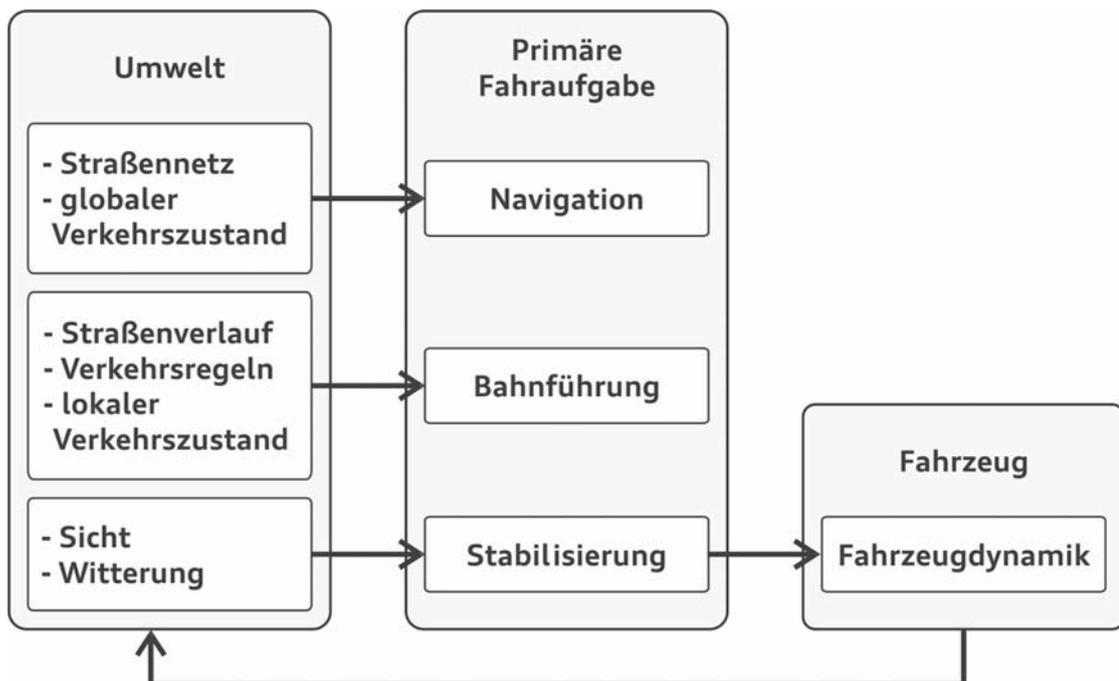 Umwelt
- Straßennetz
- globaler
Verkehrszustand
- Straßenverlauf
- Verkehrsregeln
- lokaler
Verkehrszustand
- Sicht
- Witterung
Primäre
Fahraufgabe
Navigation
Bahnführung
Stabilisierung
Fahrzeug
Fahrzeugdynamik